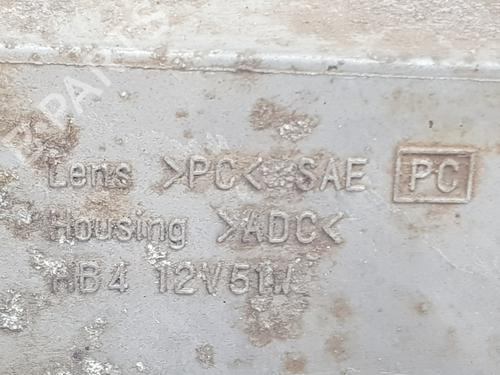 Lens >PC< SAE PC
Housing >ADC<
HB4 12V51W